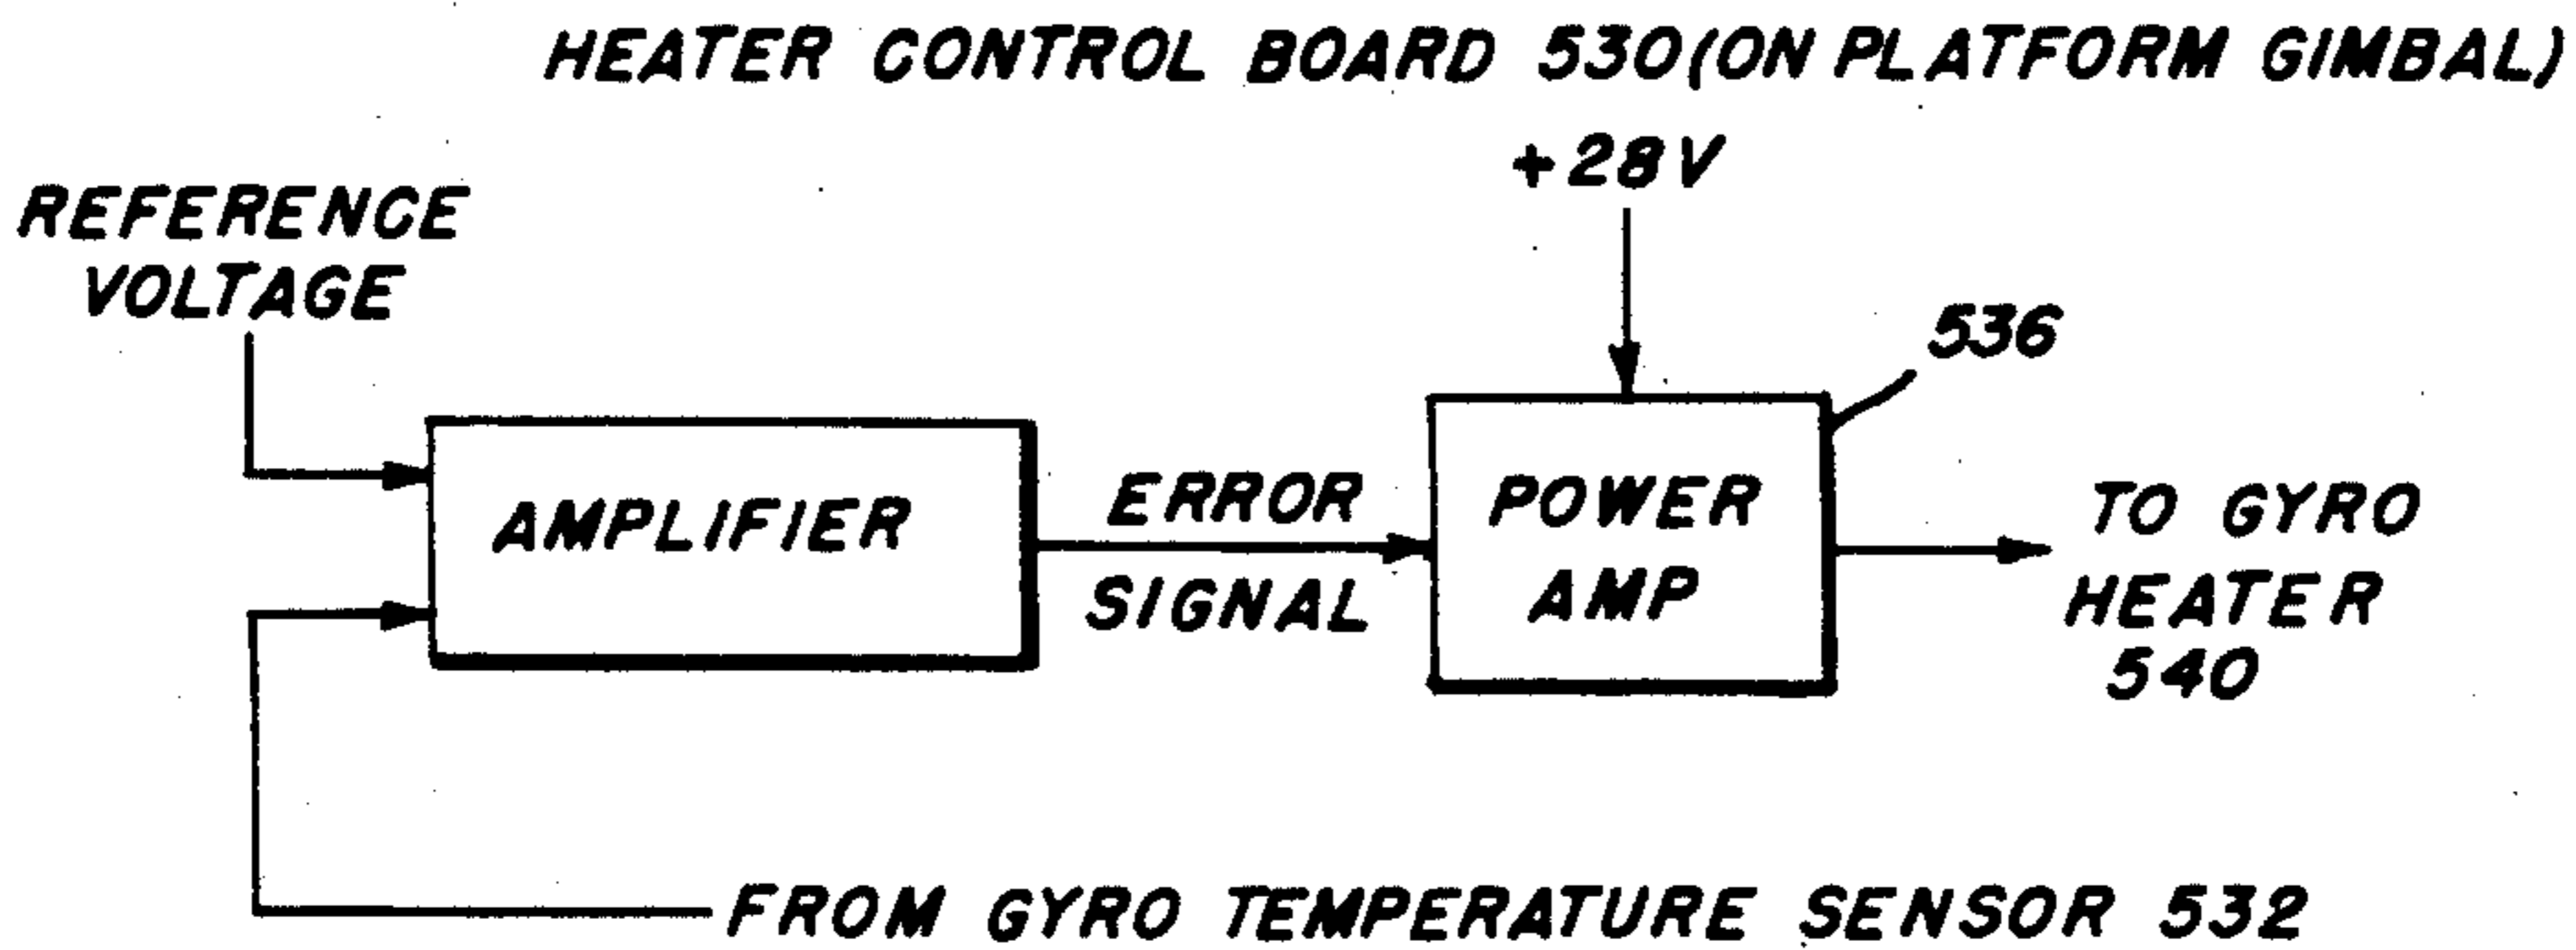 HEATER CONTROL BOARD 530(ON PLATFORM GIMBAL)
+28V
REFERENCE
VOLTAGE
536
AMPLIFIER
ERROR
SIGNAL
POWER
AMP
TO GYRO
HEATER
540
FROM GYRO TEMPERATURE SENSOR 532